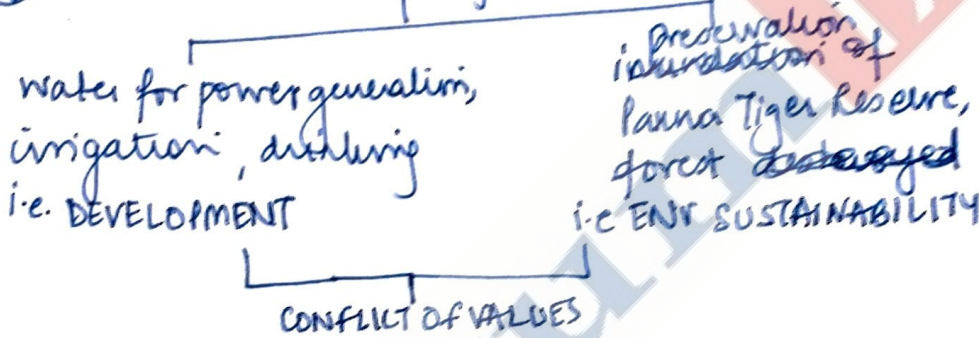 water for power generation,
irrigation, drinking
i.e. DEVELOPMENT
preservation
of
Panna Tiger Reserve,
forest
i.e ENV SUSTAINABILITY
CONFLICT OF VALUES